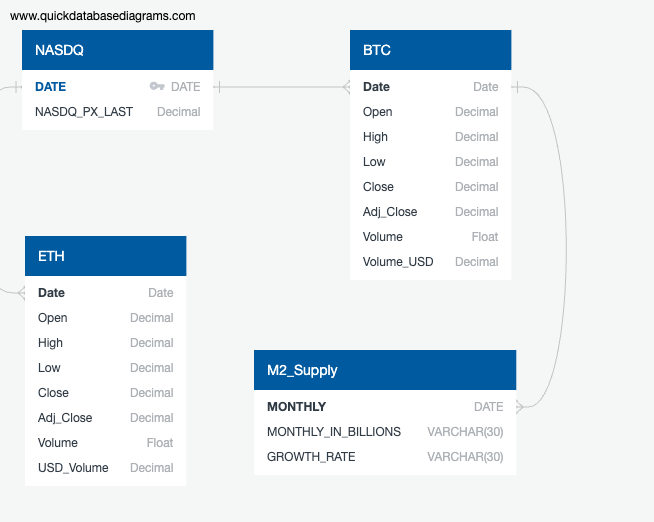 www.quickdatabasediagrams.com
NASDQ
DATE DATE
NASDQ_PX_LAST Decimal
BTC
Date Date
Open Decimal
High Decimal
Low Decimal
Close Decimal
Adj_Close Decimal
Volume Float
Volume_USD Decimal
ETH
Date Date
Open Decimal
High Decimal
Low Decimal
Close Decimal
Adj_Close Decimal
Volume Float
USD_Volume Decimal
M2_Supply
MONTHLY DATE
MONTHLY_IN_BILLIONS VARCHAR(30)
GROWTH_RATE VARCHAR(30)